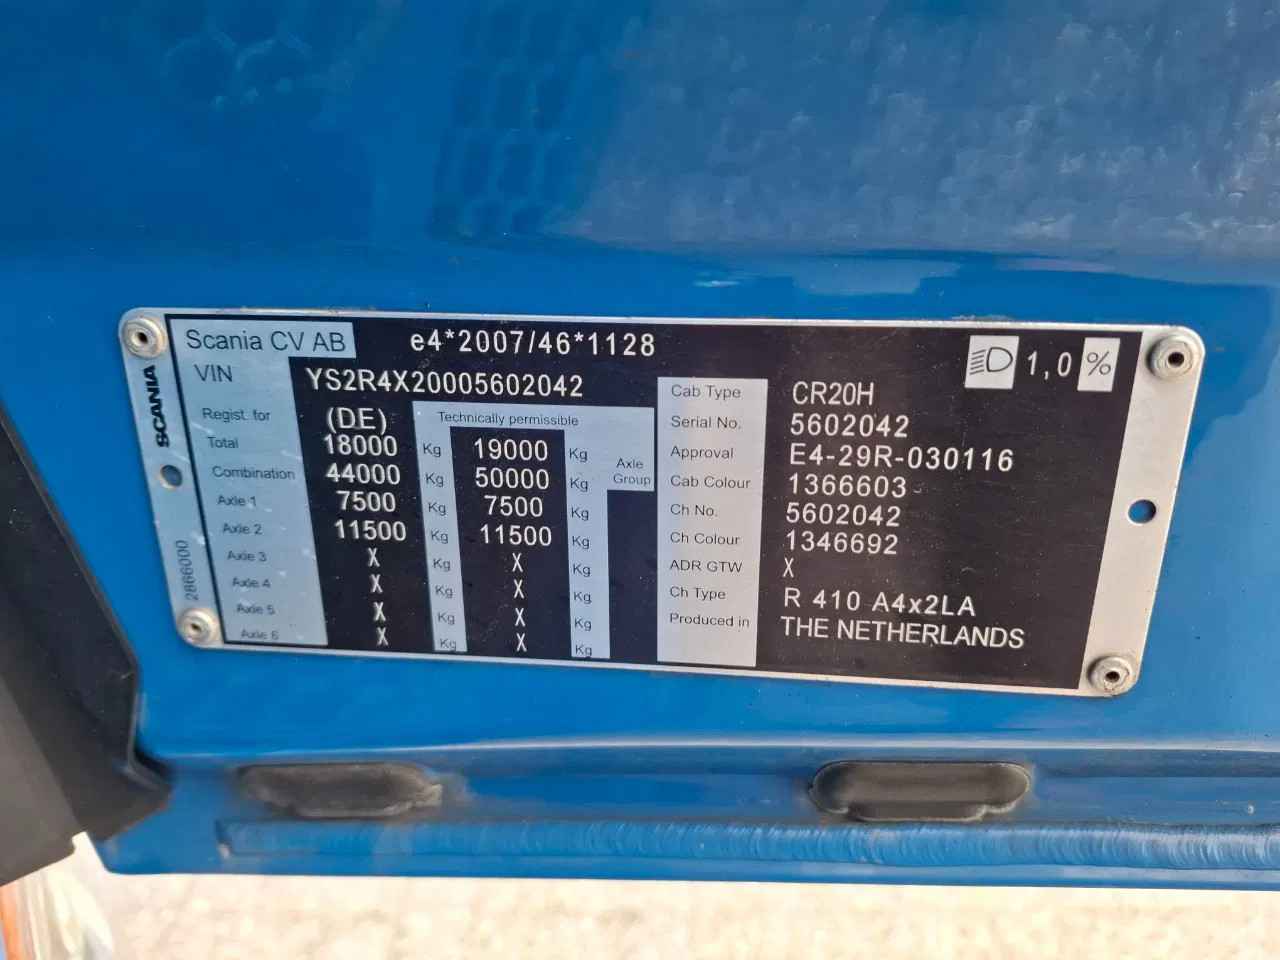 Scania CV AB e4*2007/46*1128 1,0 %
VIN YS2R4X20005602042
SCANIA
2866000
Regist. for (DE) Technically permissible
Total 18000 Kg 19000 Kg
Combination 44000 Kg 50000 Kg Axle Group
Axle 1 7500 Kg 7500 Kg
Axle 2 11500 Kg 11500 Kg
Axle 3 X Kg X Kg
Axle 4 X Kg X Kg
Axle 5 X Kg X Kg
Axle 6 X Kg X Kg
Cab Type CR20H
Serial No. 5602042
Approval E4-29R-030116
Cab Colour 1366603
Ch No. 5602042
Ch Colour 1346692
ADR GTW X
Ch Type R 410 A4x2LA
Produced in THE NETHERLANDS